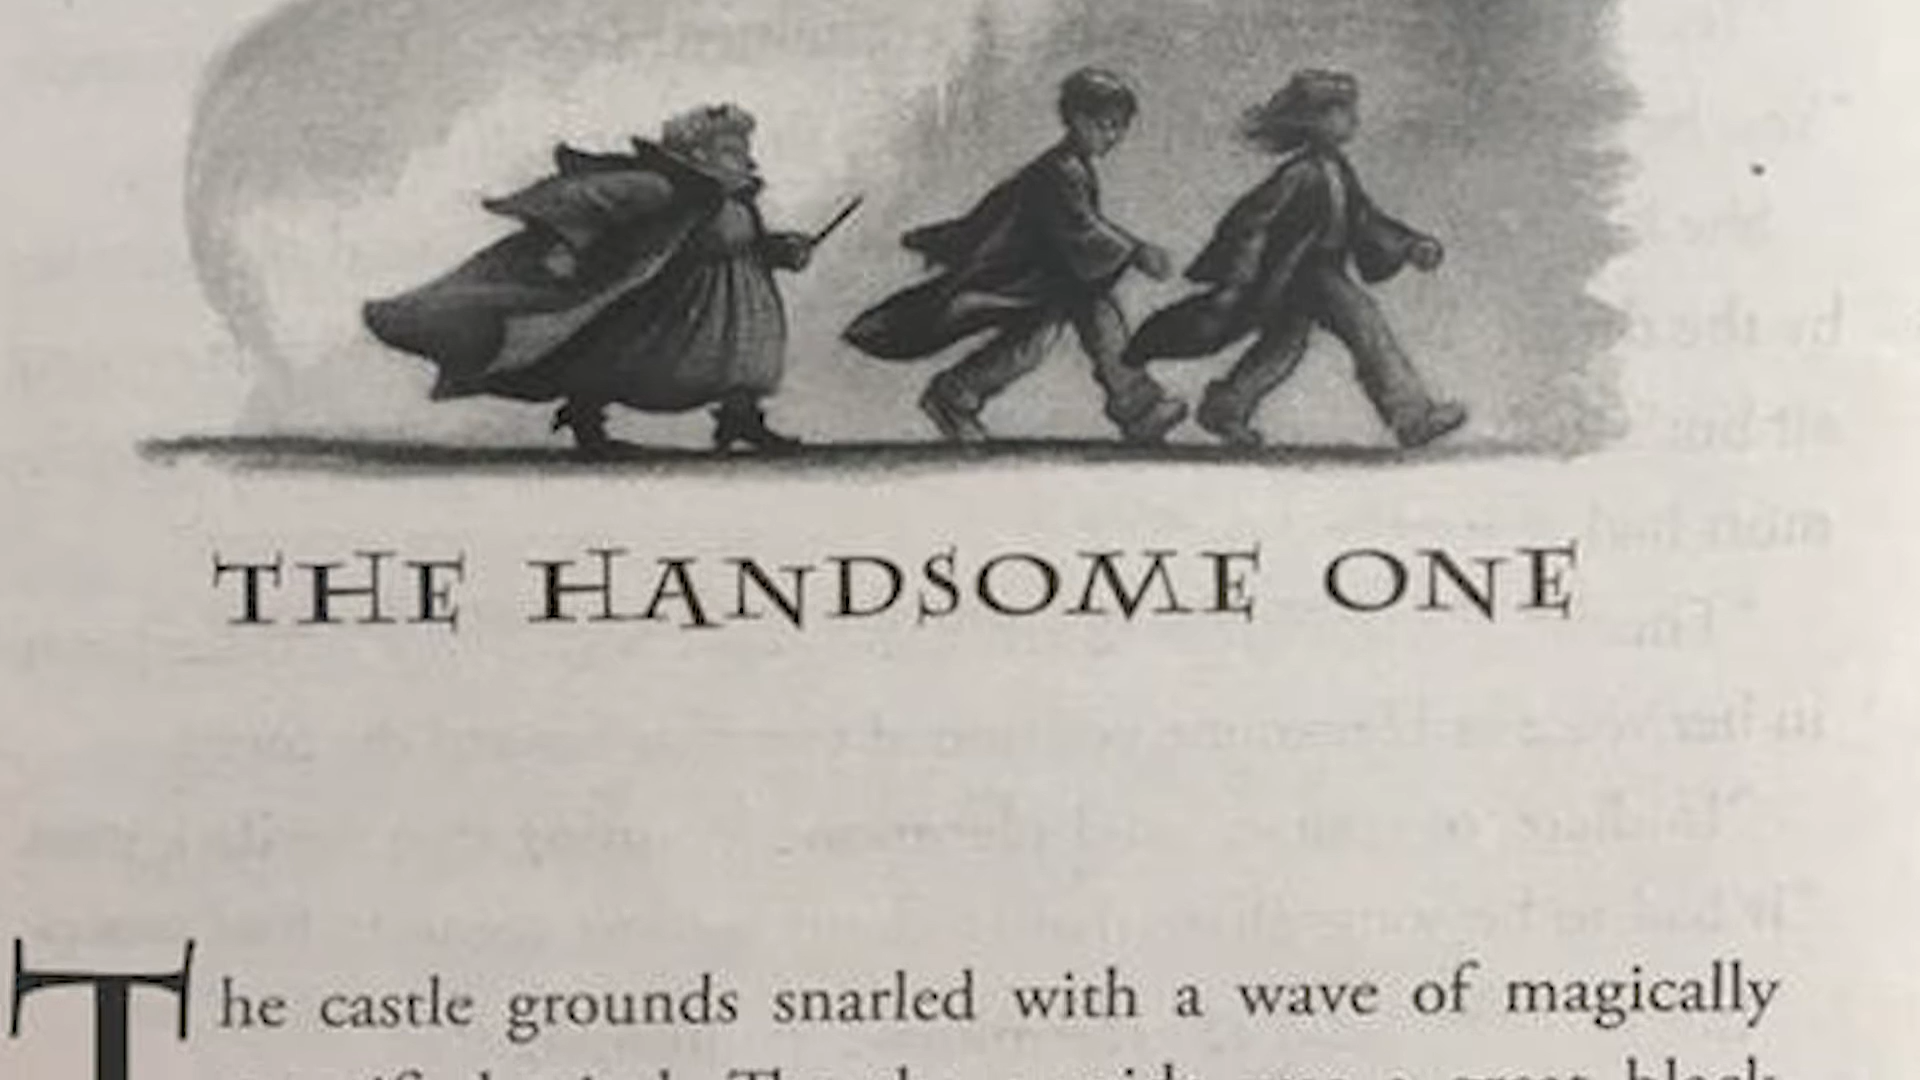 THE HANDSOME ONE
The castle grounds snarled with a wave of magically